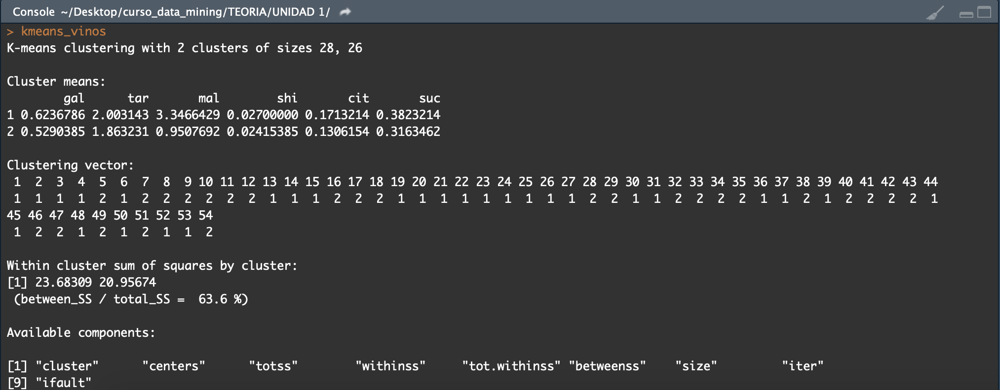 Console ~/Desktop/curso_data_mining/TEORIA/UNIDAD 1/
> kmeans_vinos
K-means clustering with 2 clusters of sizes 28, 26
Cluster means:
gal tar mal shi cit suc
1 0.6236786 2.003143 3.3466429 0.02700000 0.1713214 0.3823214
2 0.5290385 1.863231 0.9507692 0.02415385 0.1306154 0.3163462
Clustering vector:
1 2 3 4 5 6 7 8 9 10 11 12 13 14 15 16 17 18 19 20 21 22 23 24 25 26 27 28 29 30 31 32 33 34 35 36 37 38 39 40 41 42 43 44
1 1 1 1 2 1 2 2 2 2 2 2 1 1 1 2 2 2 1 1 1 1 1 1 1 1 1 2 2 1 1 2 2 2 2 1 1 2 1 2 2 2 2 1
45 46 47 48 49 50 51 52 53 54
1 2 2 1 2 1 2 1 1 2
Within cluster sum of squares by cluster:
[1] 23.68309 20.95674
(between_SS / total_SS =  63.6 %)
Available components:
[1] "cluster" "centers" "totss" "withinss" "tot.withinss" "betweenss" "size" "iter"
[9] "ifault"